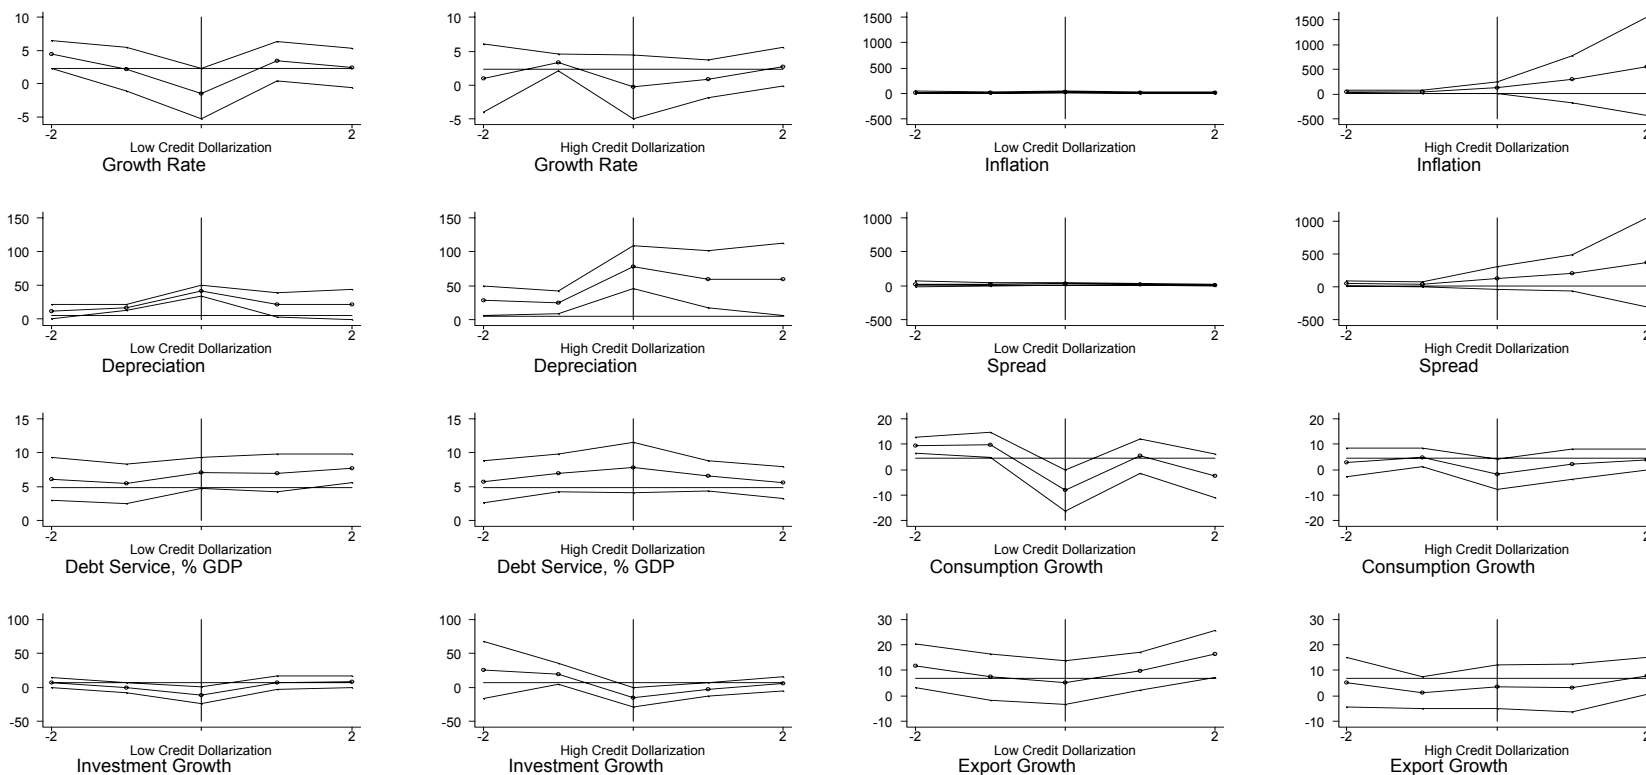 10
5
0
-5
-2 2
Low Credit Dollarization
Growth Rate
10
5
0
-5
-2 2
High Credit Dollarization
Growth Rate
1500
1000
500
0
-500
-2 2
Low Credit Dollarization
Inflation
1500
1000
500
0
-500
-2 2
High Credit Dollarization
Inflation
150
100
50
0
-2 2
Low Credit Dollarization
Depreciation
150
100
50
0
-2 2
High Credit Dollarization
Depreciation
1000
500
0
-500
-2 2
Low Credit Dollarization
Spread
1000
500
0
-500
-2 2
High Credit Dollarization
Spread
15
10
5
0
-2 2
Low Credit Dollarization
Debt Service, % GDP
15
10
5
0
-2 2
High Credit Dollarization
Debt Service, % GDP
20
10
0
-10
-20
-2 2
Low Credit Dollarization
Consumption Growth
20
10
0
-10
-20
-2 2
High Credit Dollarization
Consumption Growth
100
50
0
-50
-2 2
Low Credit Dollarization
Investment Growth
100
50
0
-50
-2 2
High Credit Dollarization
Investment Growth
30
20
10
0
-10
-2 2
Low Credit Dollarization
Export Growth
30
20
10
0
-10
-2 2
High Credit Dollarization
Export Growth